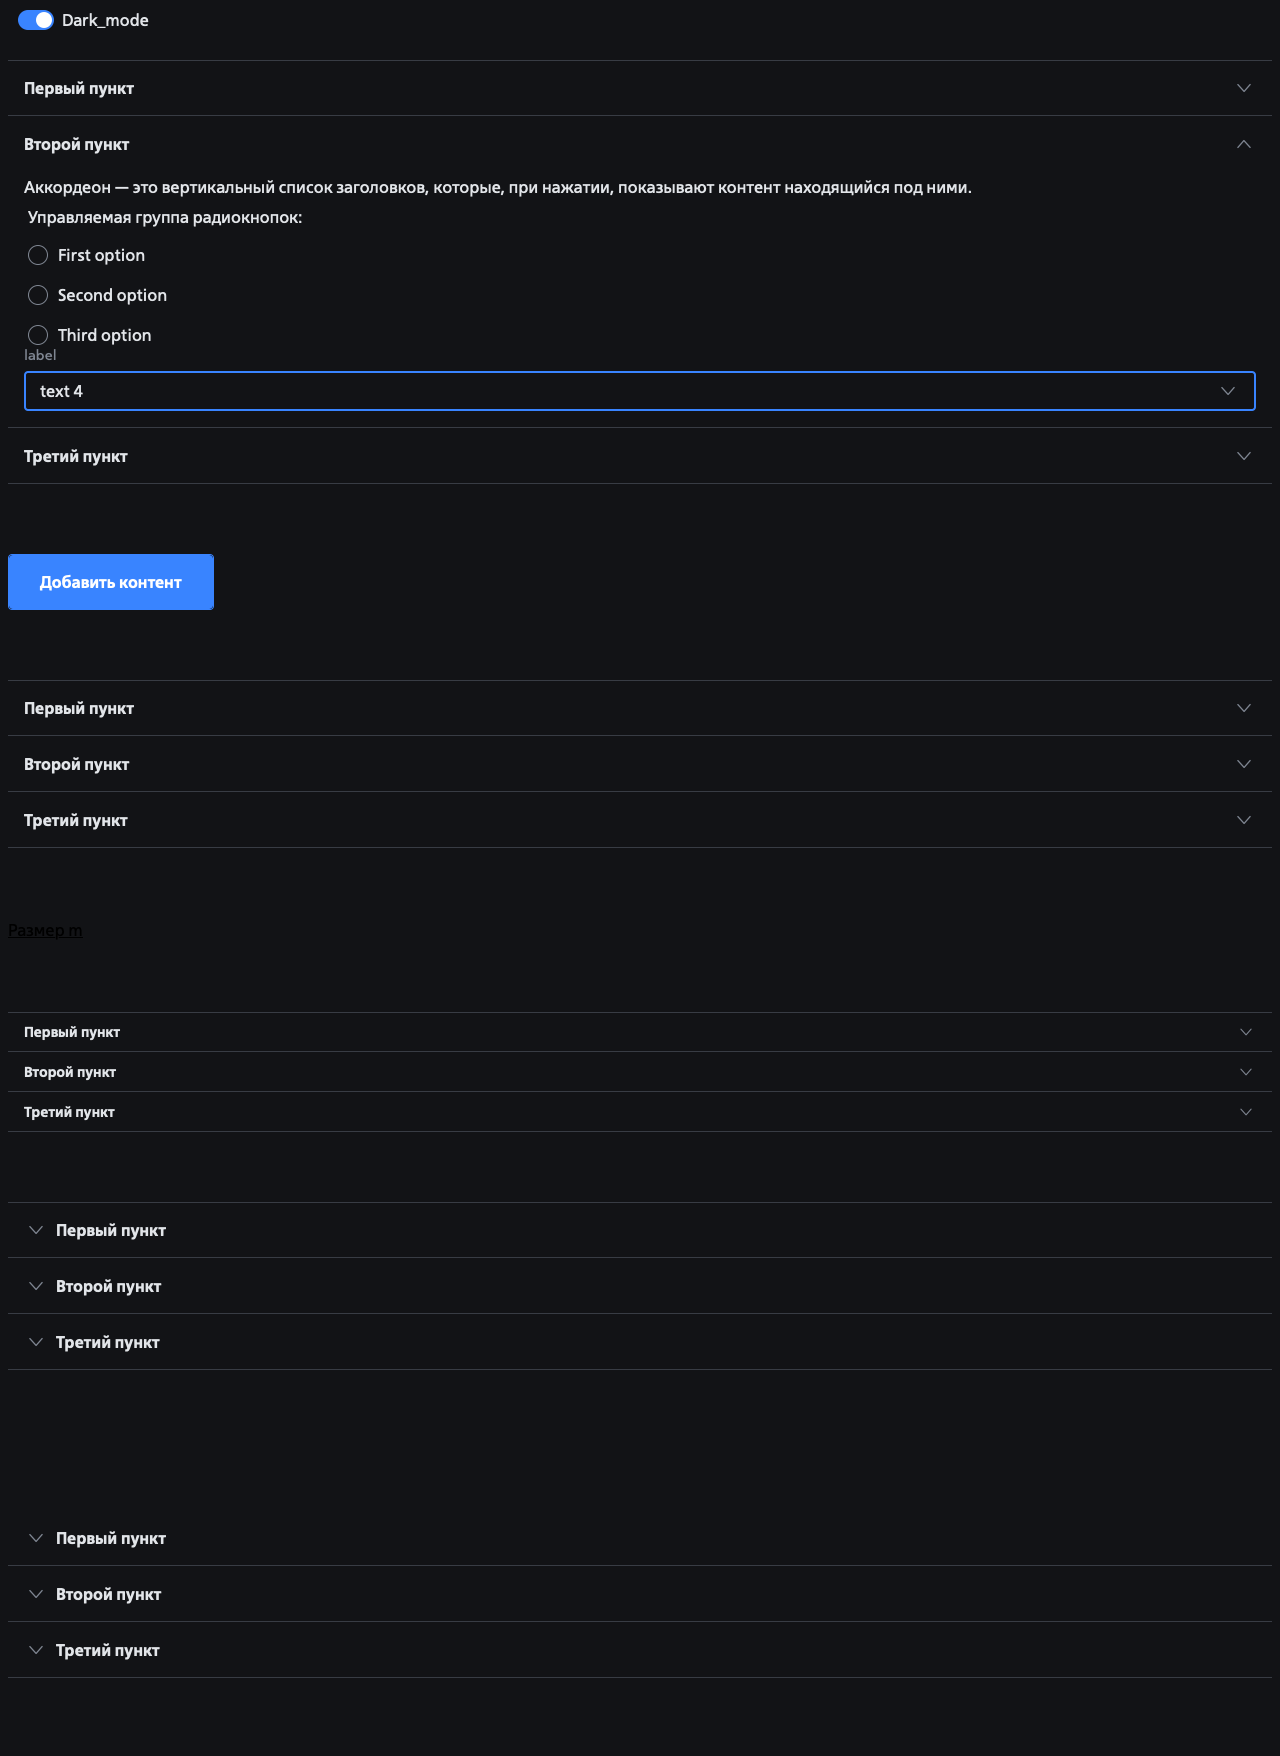 Dark_mode
Первый пункт
Второй пункт
Аккордеон — это вертикальный список заголовков, которые, при нажатии, показывают контент находящийся под ними.
Управляемая группа радиокнопок:
First option
Second option
Third option
label
text 4
Третий пункт
Добавить контент
Первый пункт
Второй пункт
Третий пункт
Размер m
Первый пункт
Второй пункт
Третий пункт
Первый пункт
Второй пункт
Третий пункт
Первый пункт
Второй пункт
Третий пункт